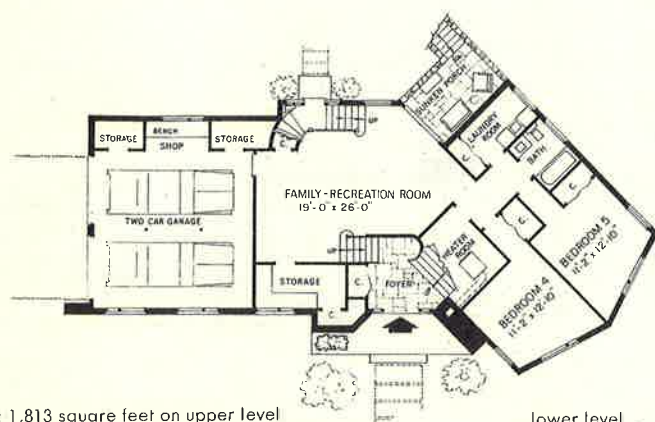 SUNKEN PORCH
UP
STORAGE
BENCH
SHOP
STORAGE
C.
LAUNDRY
ROOM
BATH
C.
C.
FAMILY - RECREATION ROOM
19'-0" x 26'-0"
TWO CAR GARAGE
C.
BEDROOM 5
11'-2" x 12'-10"
HEATER
ROOM
STORAGE
C.
FOYER
UP
C.
BEDROOM 4
11'-2" x 12'-10"
1,813 square feet on upper level
lower level